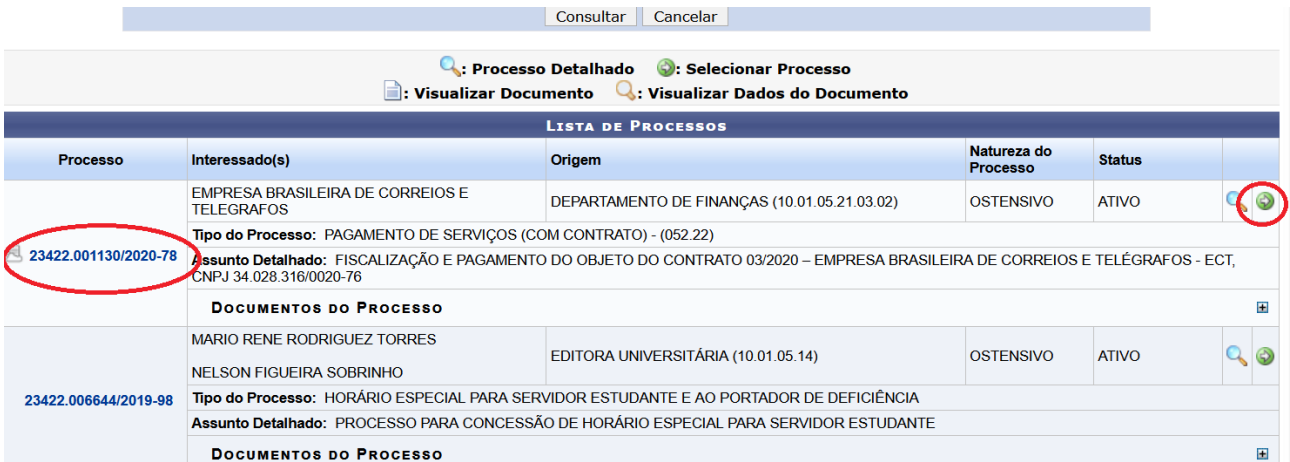 Consultar Cancelar
: Processo Detalhado : Selecionar Processo
: Visualizar Documento : Visualizar Dados do Documento
LISTA DE PROCESSOS
Processo Interessado(s) Origem Natureza do Processo Status
EMPRESA BRASILEIRA DE CORREIOS E
TELEGRAFOS
DEPARTAMENTO DE FINANÇAS (10.01.05.21.03.02) OSTENSIVO ATIVO
23422.001130/2020-78
Tipo do Processo: PAGAMENTO DE SERVIÇOS (COM CONTRATO) - (052.22)
Assunto Detalhado: FISCALIZAÇÃO E PAGAMENTO DO OBJETO DO CONTRATO 03/2020 – EMPRESA BRASILEIRA DE CORREIOS E TELÉGRAFOS - ECT,
CNPJ 34.028.316/0020-76
DOCUMENTOS DO PROCESSO
MARIO RENE RODRIGUEZ TORRES
NELSON FIGUEIRA SOBRINHO
EDITORA UNIVERSITÁRIA (10.01.05.14) OSTENSIVO ATIVO
23422.006644/2019-98
Tipo do Processo: HORÁRIO ESPECIAL PARA SERVIDOR ESTUDANTE E AO PORTADOR DE DEFICIÊNCIA
Assunto Detalhado: PROCESSO PARA CONCESSÃO DE HORÁRIO ESPECIAL PARA SERVIDOR ESTUDANTE
DOCUMENTOS DO PROCESSO